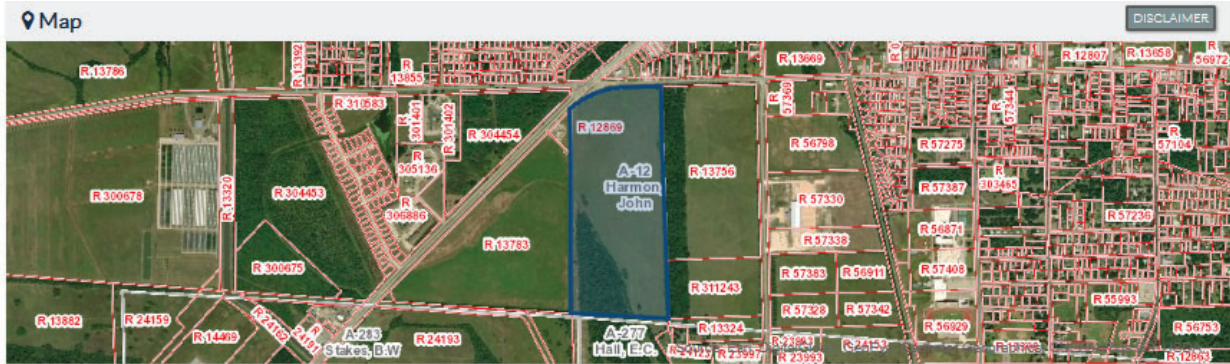 Map
DISCLAIMER
R 13786
R 13392
R
13855
R 310583
R
301401
R 301402
R 304454
R
305136
R 300678
R 13320
R 304453
R
306886
R 300675
R 13783
R 12869
A-12
Harmon,
John
R 13756
R 311243
R 13669
R
57369
R 56798
R 57330
R 57338
R 57383
R 56911
R 57328
R 57342
R 57275
R 57387
R 56871
R 57408
R 56929
R
57344
R
303465
R 12807
R 13658
R
56972
R
57104
R 57236
R 55993
R 56753
R 12863
R 13882
R 24159
R 14469
R 24162
R
24191
A-283
Stakes, B.W
R 24193
A-277
Hall, E.C.
R 13324
R 24123
R 23997
R 23993
R 24153